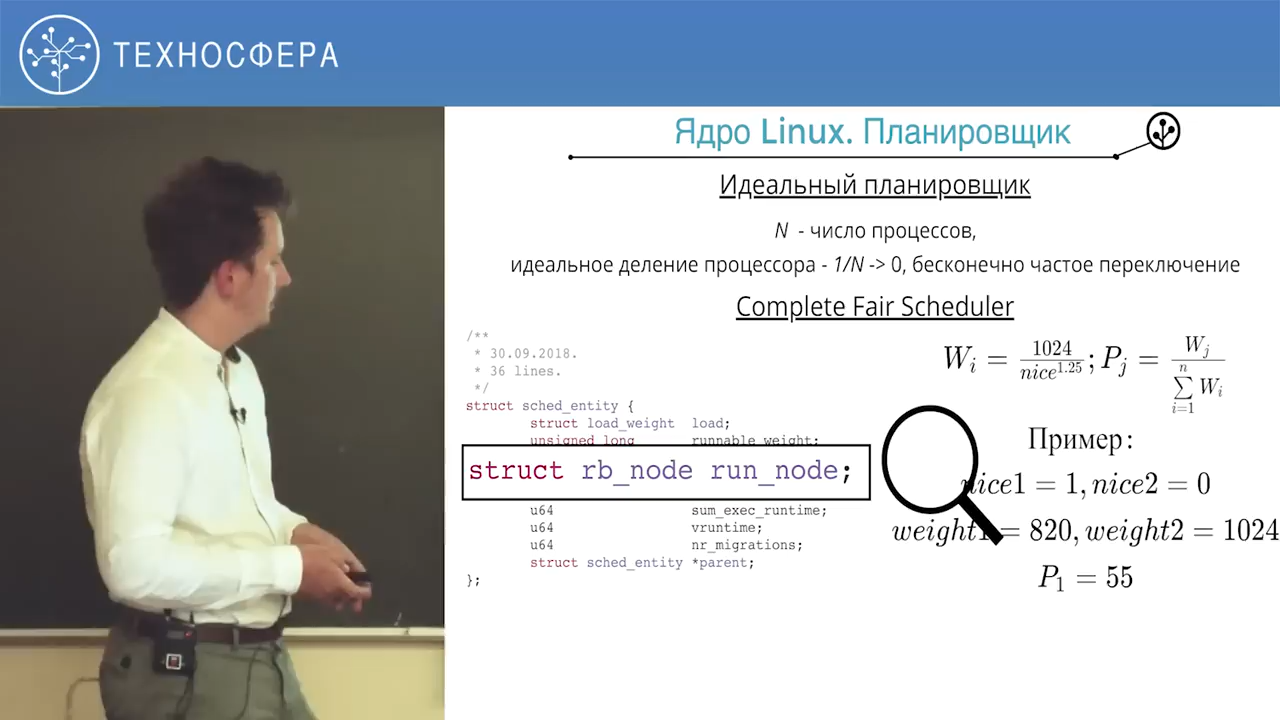 ТЕХНОСФЕРА
Ядро Linux. Планировщик
Идеальный планировщик
N - число процессов,
идеальное деление процессора - 1/N -> 0, бесконечно частое переключение
Complete Fair Scheduler
/**
* 30.09.2018.
* 36 lines.
*/
struct sched_entity {
struct load_weight load;
unsigned long runnable_weight;
struct rb_node run_node;
u64 sum_exec_runtime;
u64 vruntime;
u64 nr_migrations;
struct sched_entity *parent;
};
W_i = 1024 / nice^1.25 ; P_j = W_j / n∑i=1 W_i
Пример:
nice1 = 1, nice2 = 0
weight1 = 820, weight2 = 1024
P_1 = 55